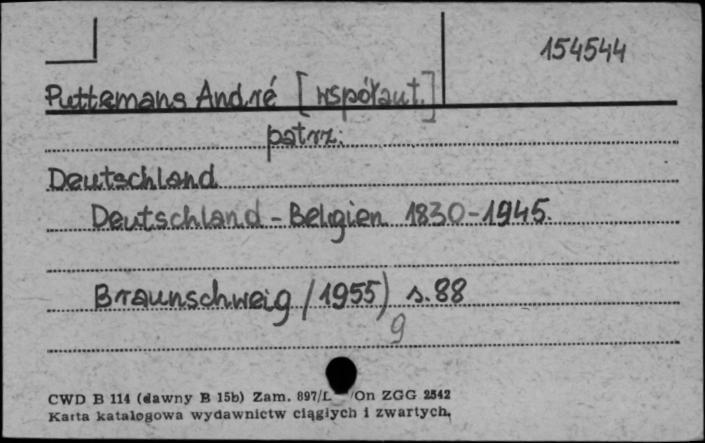 154544
Puttemans André [współaut.]
patrz:
Deutschland
Deutschland - Belgien 1830-1945.
Braunschweig (1955) s. 88
g
CWD B 114 (dawny B 15b) Zam. 897/L /On ZGG 2542
Karta katalogowa wydawnictw ciągłych i zwartych.